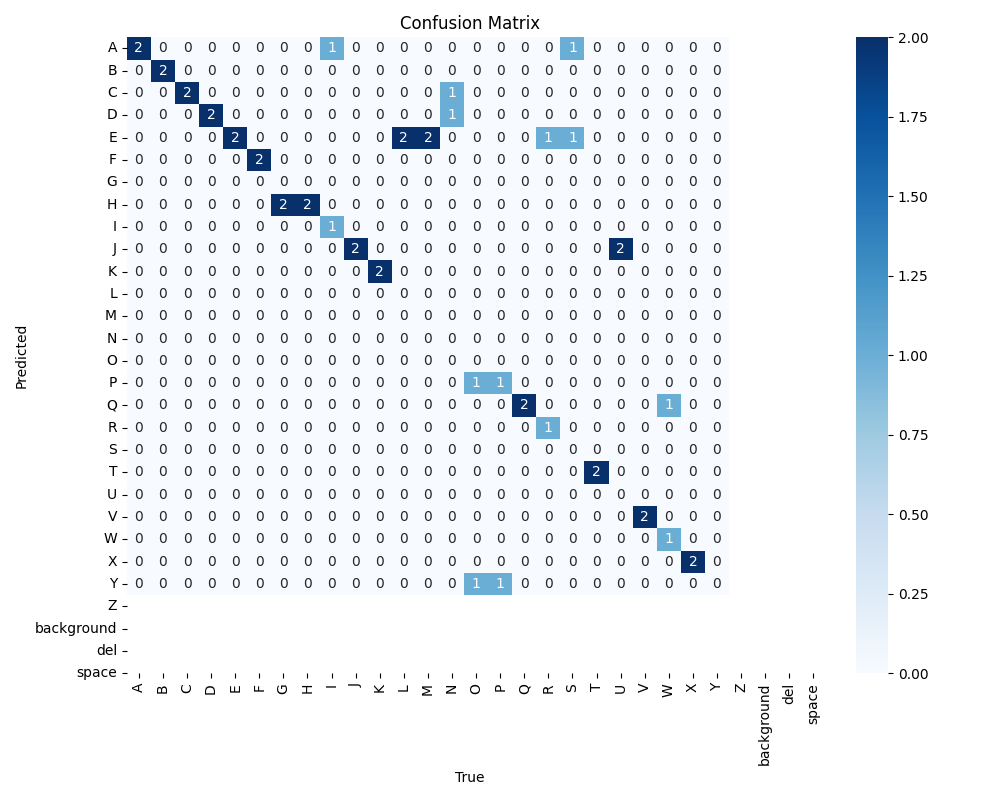 Confusion Matrix
Predicted
A 2 0 0 0 0 0 0 0 1 0 0 0 0 0 0 0 0 0 1 0 0 0 0 0 0
B 0 2 0 0 0 0 0 0 0 0 0 0 0 0 0 0 0 0 0 0 0 0 0 0 0
C 0 0 2 0 0 0 0 0 0 0 0 0 0 1 0 0 0 0 0 0 0 0 0 0 0
D 0 0 0 2 0 0 0 0 0 0 0 0 0 1 0 0 0 0 0 0 0 0 0 0 0
E 0 0 0 0 2 0 0 0 0 0 0 2 2 0 0 0 0 1 1 0 0 0 0 0 0
F 0 0 0 0 0 2 0 0 0 0 0 0 0 0 0 0 0 0 0 0 0 0 0 0 0
G 0 0 0 0 0 0 0 0 0 0 0 0 0 0 0 0 0 0 0 0 0 0 0 0 0
H 0 0 0 0 0 0 2 2 0 0 0 0 0 0 0 0 0 0 0 0 0 0 0 0 0
I 0 0 0 0 0 0 0 0 1 0 0 0 0 0 0 0 0 0 0 0 0 0 0 0 0
J 0 0 0 0 0 0 0 0 0 2 0 0 0 0 0 0 0 0 0 0 2 0 0 0 0
K 0 0 0 0 0 0 0 0 0 0 2 0 0 0 0 0 0 0 0 0 0 0 0 0 0
L 0 0 0 0 0 0 0 0 0 0 0 0 0 0 0 0 0 0 0 0 0 0 0 0 0
M 0 0 0 0 0 0 0 0 0 0 0 0 0 0 0 0 0 0 0 0 0 0 0 0 0
N 0 0 0 0 0 0 0 0 0 0 0 0 0 0 0 0 0 0 0 0 0 0 0 0 0
O 0 0 0 0 0 0 0 0 0 0 0 0 0 0 0 0 0 0 0 0 0 0 0 0 0
P 0 0 0 0 0 0 0 0 0 0 0 0 0 0 1 1 0 0 0 0 0 0 0 0 0
Q 0 0 0 0 0 0 0 0 0 0 0 0 0 0 0 0 2 0 0 0 0 0 1 0 0
R 0 0 0 0 0 0 0 0 0 0 0 0 0 0 0 0 0 1 0 0 0 0 0 0 0
S 0 0 0 0 0 0 0 0 0 0 0 0 0 0 0 0 0 0 0 0 0 0 0 0 0
T 0 0 0 0 0 0 0 0 0 0 0 0 0 0 0 0 0 0 0 2 0 0 0 0 0
U 0 0 0 0 0 0 0 0 0 0 0 0 0 0 0 0 0 0 0 0 0 0 0 0 0
V 0 0 0 0 0 0 0 0 0 0 0 0 0 0 0 0 0 0 0 0 0 2 0 0 0
W 0 0 0 0 0 0 0 0 0 0 0 0 0 0 0 0 0 0 0 0 0 0 1 0 0
X 0 0 0 0 0 0 0 0 0 0 0 0 0 0 0 0 0 0 0 0 0 0 0 2 0
Y 0 0 0 0 0 0 0 0 0 0 0 0 0 0 1 1 0 0 0 0 0 0 0 0 0
Z
background
del
space
A B C D E F G H I J K L M N O P Q R S T U V W X Y Z background del space
True
2.00
1.75
1.50
1.25
1.00
0.75
0.50
0.25
0.00